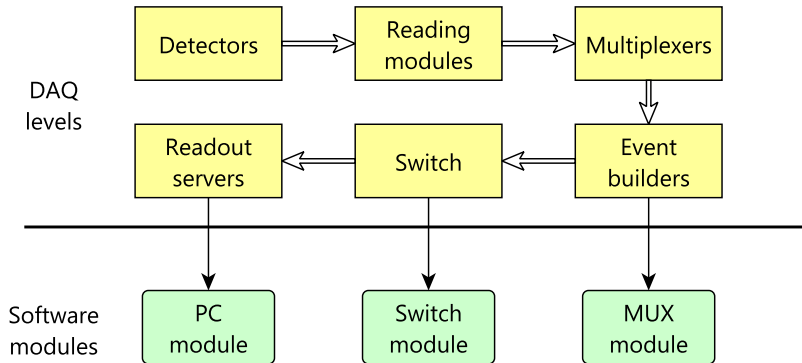 Detectors
Reading
modules
Multiplexers
DAQ
levels
Readout
servers
Switch
Event
builders
Software
modules
PC
module
Switch
module
MUX
module